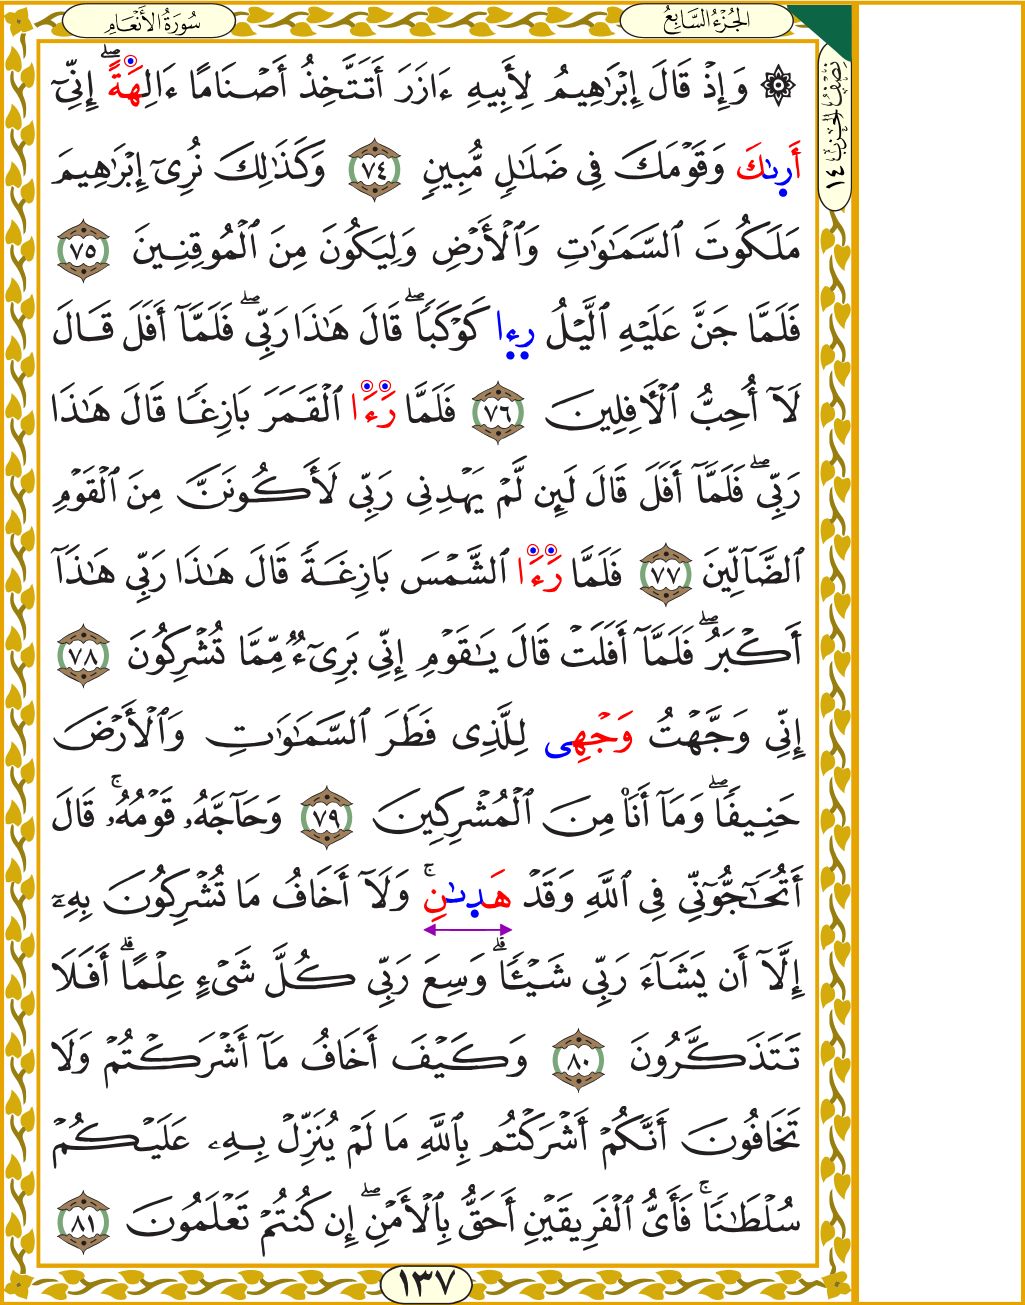 سُورَةُ الأَنْعَامِ
الجُزْءُ السَّابِعُ
نِصْفُ الحِزْبِ ١٤
۞ وَإِذْ قَالَ إِبْرَٰهِيمُ لِأَبِيهِ ءَازَرَ أَتَتَّخِذُ أَصْنَامًا ءَالِهَةً ۖ إِنِّىٓ
أَرىٰكَ وَقَوْمَكَ فِى ضَلَٰلٍ مُّبِينٍ ٧٤ وَكَذَٰلِكَ نُرِىٓ إِبْرَٰهِيمَ
مَلَكُوتَ ٱلسَّمَٰوَٰتِ وَٱلْأَرْضِ وَلِيَكُونَ مِنَ ٱلْمُوقِنِينَ ٧٥
فَلَمَّا جَنَّ عَلَيْهِ ٱلَّيْلُ رءا كَوْكَبًا ۖ قَالَ هَٰذَا رَبِّى ۖ فَلَمَّآ أَفَلَ قَالَ
لَآ أُحِبُّ ٱلْأَفِلِينَ ٧٦ فَلَمَّا رَءَا ٱلْقَمَرَ بَازِغًا قَالَ هَٰذَا
رَبِّى ۖ فَلَمَّآ أَفَلَ قَالَ لَئِن لَّمْ يَهْدِنِى رَبِّى لَأَكُونَنَّ مِنَ ٱلْقَوْمِ
ٱلضَّآلِّينَ ٧٧ فَلَمَّا رَءَا ٱلشَّمْسَ بَازِغَةً قَالَ هَٰذَا رَبِّى هَٰذَآ
أَكْبَرُ ۖ فَلَمَّآ أَفَلَتْ قَالَ يَٰقَوْمِ إِنِّى بَرِىٓءٌ مِّمَّا تُشْرِكُونَ ٧٨
إِنِّى وَجَّهْتُ وَجْهِى لِلَّذِى فَطَرَ ٱلسَّمَٰوَٰتِ وَٱلْأَرْضَ
حَنِيفًا ۖ وَمَآ أَنَا۠ مِنَ ٱلْمُشْرِكِينَ ٧٩ وَحَآجَّهُۥ قَوْمُهُۥ ۚ قَالَ
أَتُحَٰٓجُّوٓنِّى فِى ٱللَّهِ وَقَدْ هَدىٰنِ ۚ وَلَآ أَخَافُ مَا تُشْرِكُونَ بِهِۦٓ
إِلَّآ أَن يَشَآءَ رَبِّى شَيْـًٔا ۗ وَسِعَ رَبِّى كُلَّ شَىْءٍ عِلْمًا ۗ أَفَلَا
تَتَذَكَّرُونَ ٨٠ وَكَيْفَ أَخَافُ مَآ أَشْرَكْتُمْ وَلَا
تَخَافُونَ أَنَّكُمْ أَشْرَكْتُم بِٱللَّهِ مَا لَمْ يُنَزِّلْ بِهِۦ عَلَيْكُمْ
سُلْطَٰنًا ۚ فَأَىُّ ٱلْفَرِيقَيْنِ أَحَقُّ بِٱلْأَمْنِ ۖ إِن كُنتُمْ تَعْلَمُونَ ٨١
١٣٧